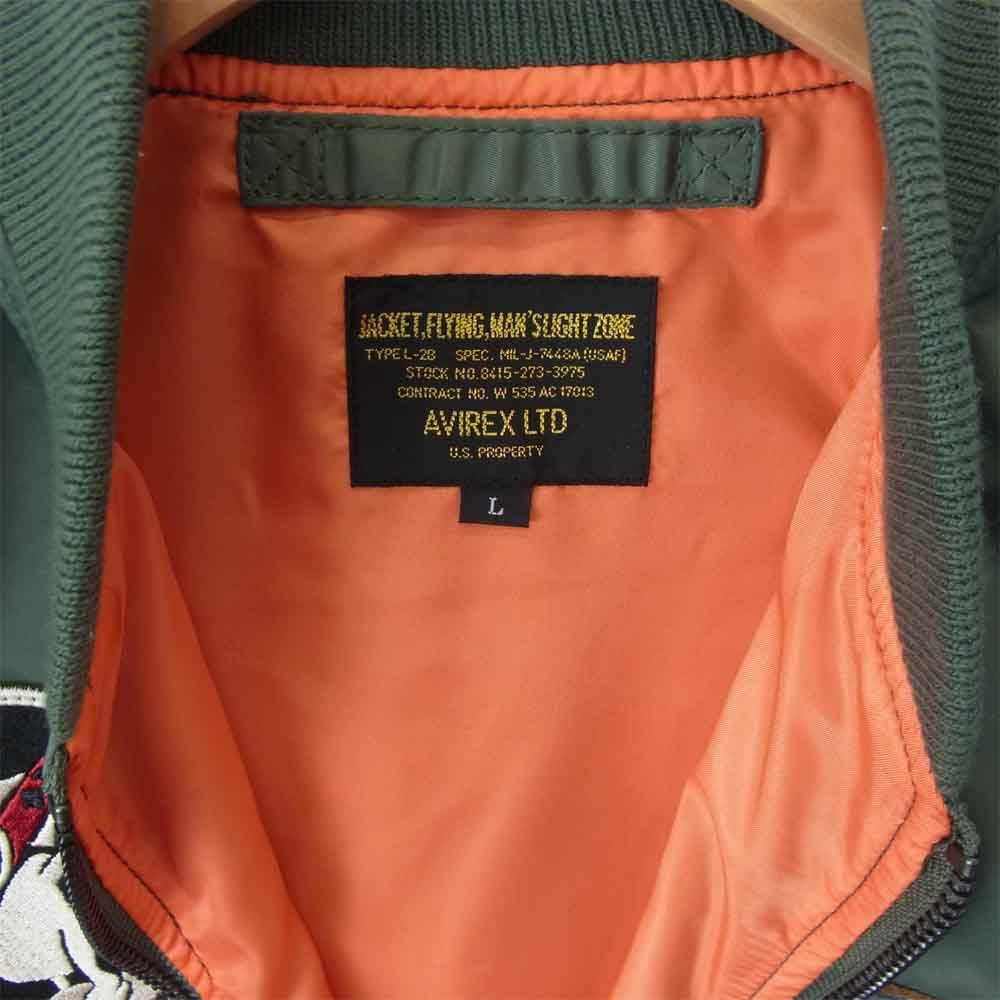 JACKET,FLYING,MAN'S LIGHT ZONE
TYPE L-2B SPEC. MIL-J-7448A (USAF)
STOCK NO. 8415-273-3975
CONTRACT NO. W 535 AC 17013
AVIREX LTD
U.S. PROPERTY
L